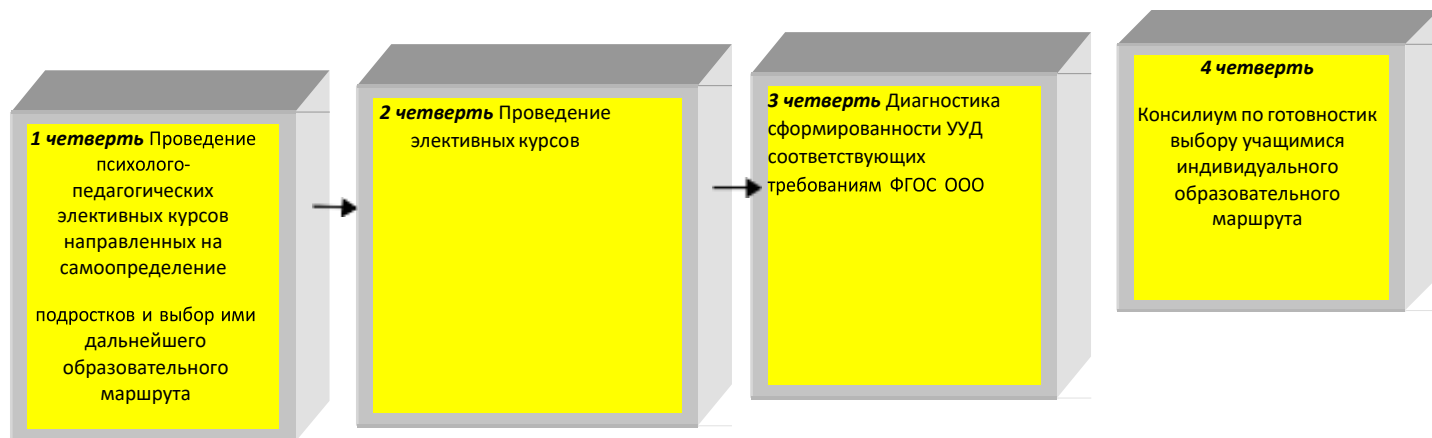 1 четверть Проведение
психолого-
педагогических
элективных курсов
направленных на
самоопределение
подростков и выбор ими
дальнейшего
образовательного
маршрута
2 четверть Проведение
элективных курсов
3 четверть Диагностика
сформированности УУД
соответствующих
требованиям ФГОС ООО
4 четверть
Консилиум по готовностик
выбору учащимися
индивидуального
образовательного
маршрута